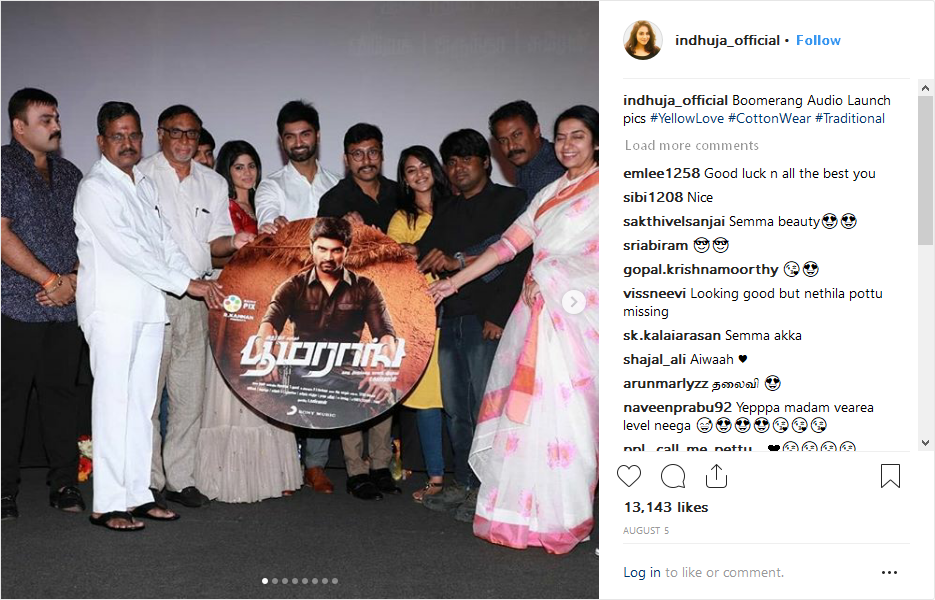 பூமராங்
SONY MUSIC
indhuja_official • Follow
indhuja_official Boomerang Audio Launch
pics #YellowLove #CottonWear #Traditional
Load more comments
emlee1258 Good luck n all the best you
sibi1208 Nice
sakthivelsanjai Semma beauty😍😍
sriabiram 😎😎
gopal.krishnamoorthy 😘😍
vissneevi Looking good but nethila pottu
missing
sk.kalaiarasan Semma akka
shajal_ali Aiwaah ♥
arunmarlyzz தலைவி 😍
naveenprabu92 Yepppa madam vearea
level neega 😅😍😍😍😘😘😘
ppl_call_me_pettu
13,143 likes
AUGUST 5
Log in to like or comment.